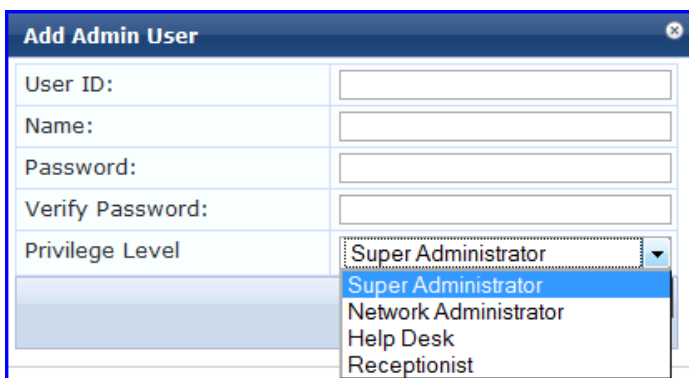 Add Admin User
User ID:
Name:
Password:
Verify Password:
Privilege Level Super Administrator
Super Administrator
Network Administrator
Help Desk
Receptionist